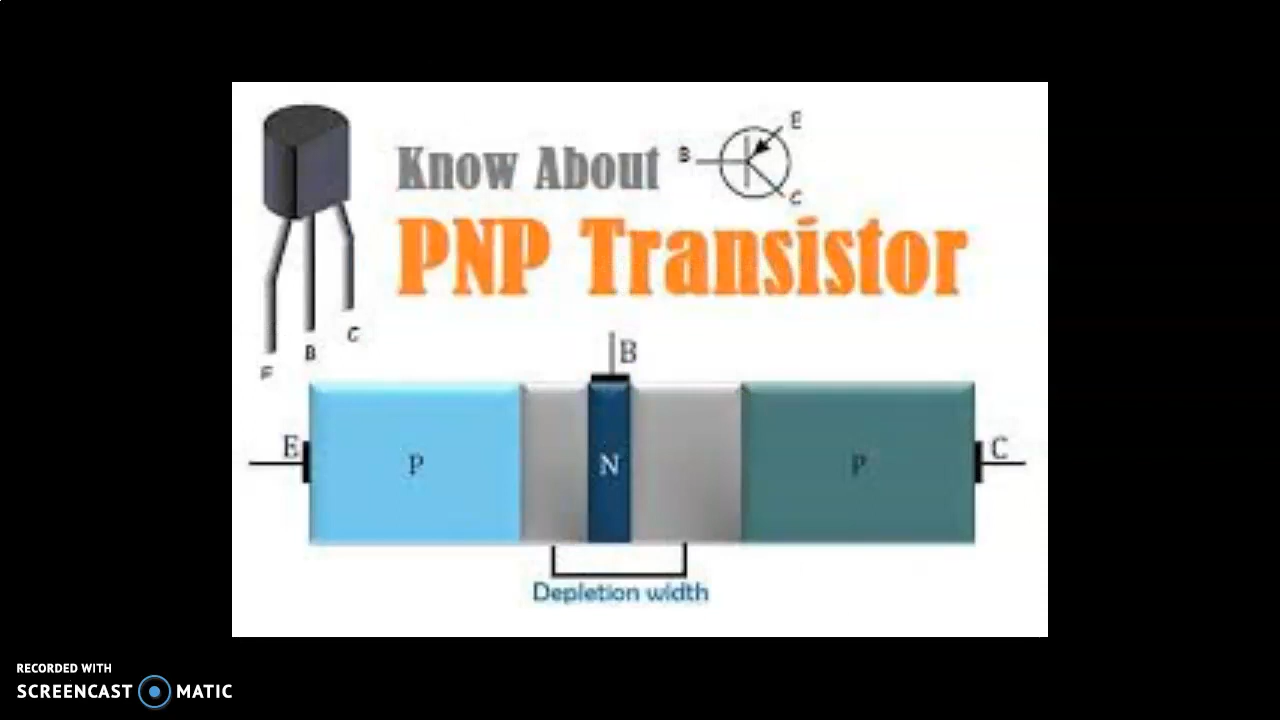 E
B
Know About
C
PNP Transistor
E
B
C
B
E
P
N
P
C
Depletion width
RECORDED WITH
SCREENCAST MATIC